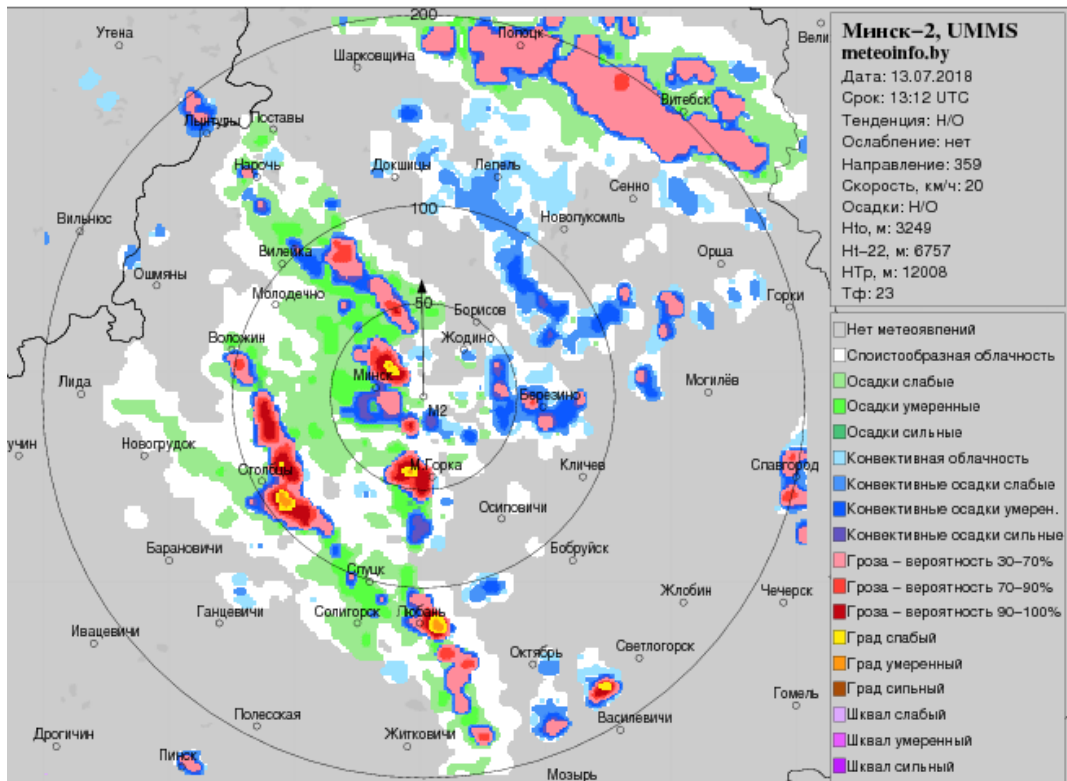 Минск-2, UMMS
meteoinfo.by
Дата: 13.07.2018
Срок: 13:12 UTC
Тенденция: Н/О
Ослабление: нет
Направление: 359
Скорость, км/ч: 20
Осадки: Н/О
Hto, м: 3249
Ht-22, м: 6757
HTp, м: 12008
Тф: 23
Нет метеоявлений
Слоистообразная облачность
Осадки слабые
Осадки умеренные
Осадки сильные
Конвективная облачность
Конвективные осадки слабые
Конвективные осадки умерен.
Конвективные осадки сильные
Гроза - вероятность 30-70%
Гроза - вероятность 70-90%
Гроза - вероятность 90-100%
Град слабый
Град умеренный
Град сильный
Шквал слабый
Шквал умеренный
Шквал сильный
200
Утена
Полоцк
Вели
Шарковщина
Витебск
Лынтупы
Поставы
Нарочь
Докшицы
Лепель
Сенно
100
Вильнюс
Новолукомль
Вилейка
Орша
Ошмяны
Молодечно
50
Борисов
Горки
Воложин
Жодино
Лида
Минск
Могилёв
М2
Березино
учин
Новогрудок
Столбцы
М.Горка
Кличев
Славгород
Осиповичи
Барановичи
Бобруйск
Слуцк
Ганцевичи
Солигорск
Любань
Жлобин
Чечерск
Ивацевичи
Октябрь
Светлогорск
Гомель
Полесская
Дрогичин
Житковичи
Василевичи
Пинск
Мозырь